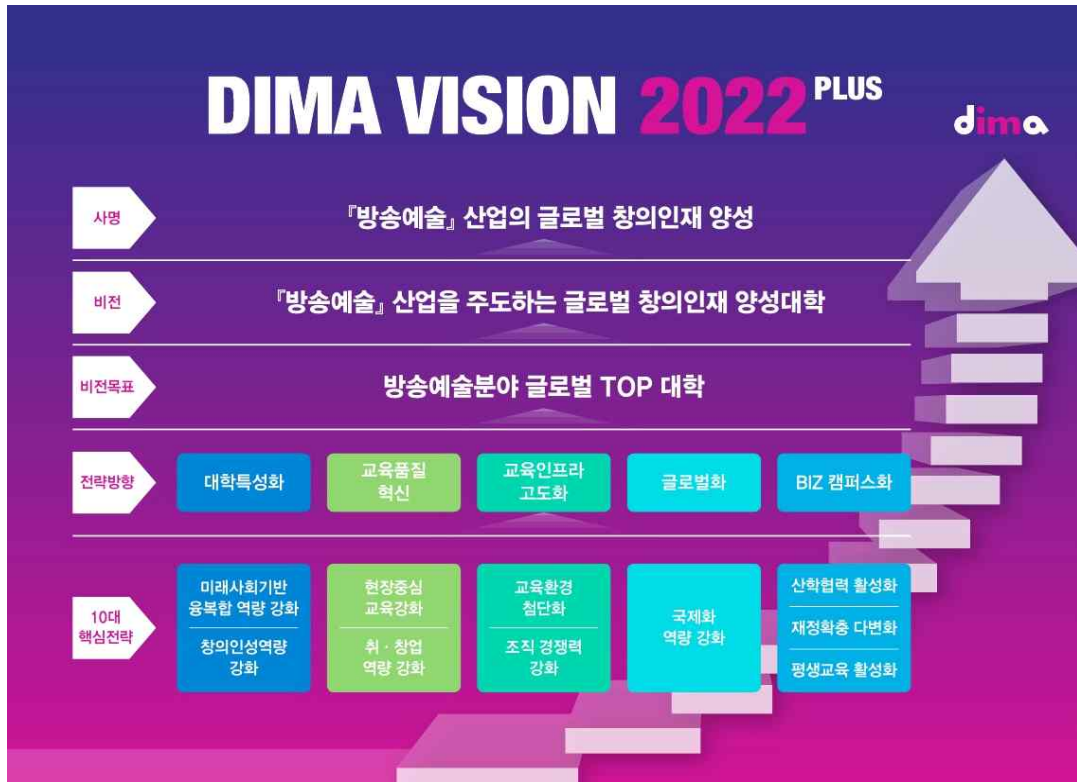 DIMA VISION 2022 PLUS
dima
사명
『방송예술』 산업의 글로벌 창의인재 양성
비전
『방송예술』 산업을 주도하는 글로벌 창의인재 양성대학
비전목표
방송예술분야 글로벌 TOP 대학
전략방향
대학특성화
교육품질
혁신
교육인프라
고도화
글로벌화
BIZ 캠퍼스화
10대
핵심전략
미래사회기반
융복합 역량 강화
창의인성역량
강화
현장중심
교육강화
취 · 창업
역량 강화
교육환경
첨단화
조직 경쟁력
강화
국제화
역량 강화
산학협력 활성화
재정확충 다변화
평생교육 활성화